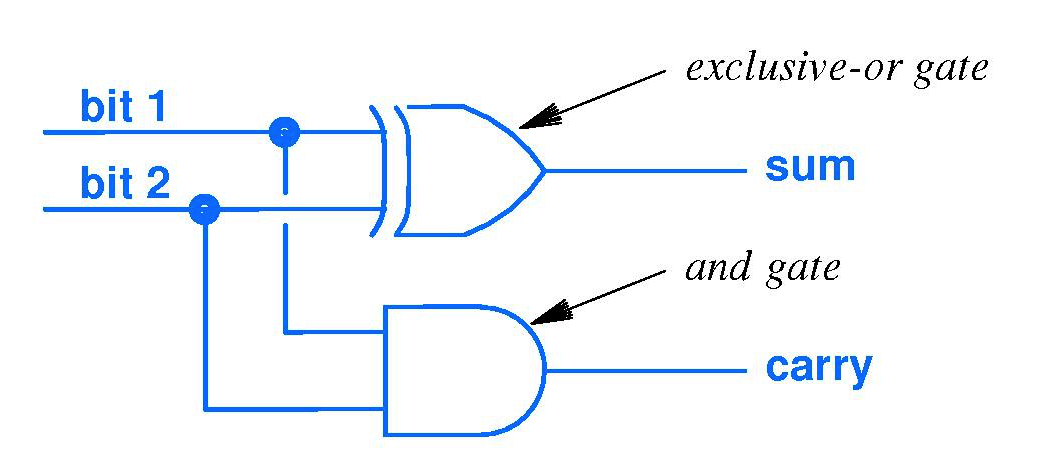 exclusive-or gate
bit 1
sum
bit 2
and gate
carry